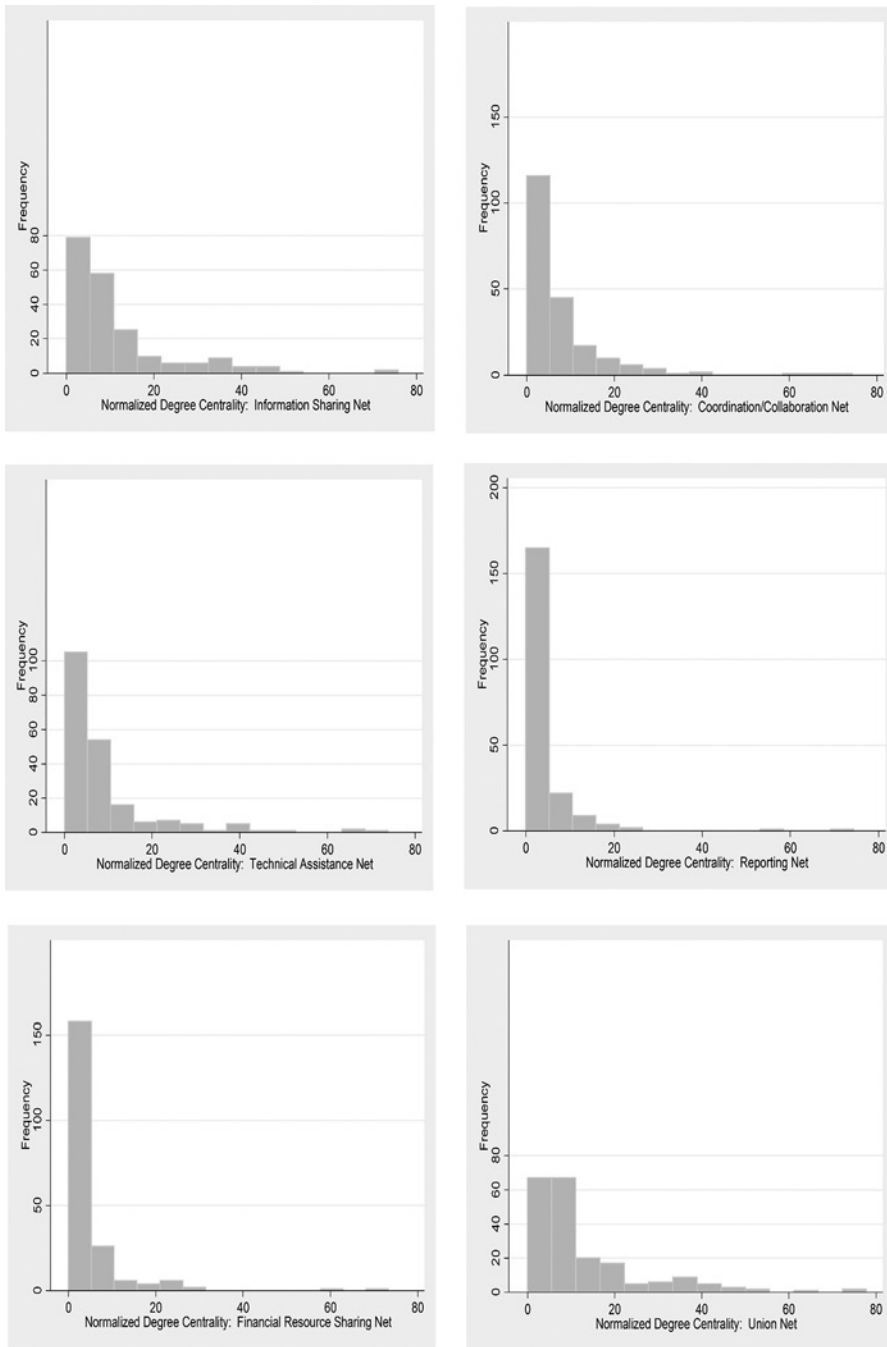 Frequency
80
60
40
20
0
0 20 40 60 80
Normalized Degree Centrality: Information Sharing Net
Frequency
150
100
50
0
0 20 40 60 80
Normalized Degree Centrality: Coordination/Collaboration Net
Frequency
100
80
60
40
20
0
0 20 40 60 80
Normalized Degree Centrality: Technical Assistance Net
Frequency
200
150
100
50
0
0 20 40 60 80
Normalized Degree Centrality: Reporting Net
Frequency
150
100
50
0
0 20 40 60 80
Normalized Degree Centrality: Financial Resource Sharing Net
Frequency
80
60
40
20
0
0 20 40 60 80
Normalized Degree Centrality: Union Net